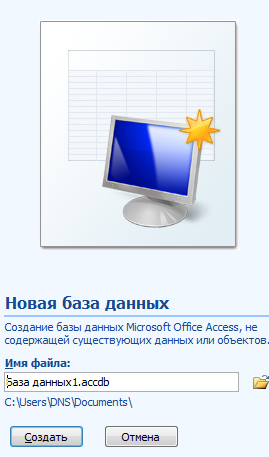 Новая база данных
Создание базы данных Microsoft Office Access, не
содержащей существующих данных или объектов.
Имя файла:
База данных1.accdb
C:\Users\DNS\Documents\
Создать Отмена